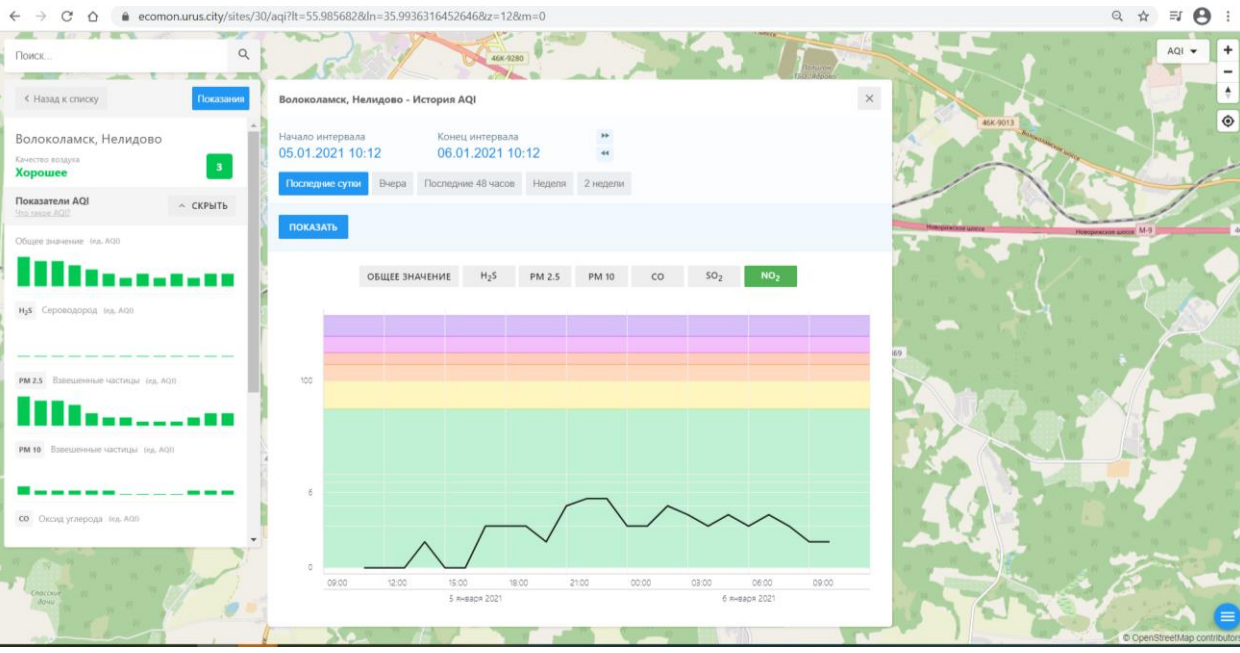 ecomon.urus.city/sites/30/aqi?lt=55.985682&ln=35.99363164526468&z=12&m=0
Поиск...
46К-9280
AQI
< Назад к списку
Показания
Волоколамск, Нелидово - История AQI
Волоколамск, Нелидово
Качество воздуха
Хорошее
3
Начало интервала
Конец интервала
05.01.2021 10:12
06.01.2021 10:12
46К-9013
Волоколамское шоссе
Последние сутки
Вчера
Последние 48 часов
Неделя
2 недели
Показатели AQI
Что такое AQI?
СКРЫТЬ
ПОКАЗАТЬ
Новорижское шоссе
Новорижское шоссе
М-9
Общее значение (ед. AQI)
ОБЩЕЕ ЗНАЧЕНИЕ
H₂S
PM 2.5
PM 10
CO
SO₂
NO₂
H₂S Сероводород (ед. AQI)
PM 2.5 Взвешенные частицы (ед. AQI)
100
PM 10 Взвешенные частицы (ед. AQI)
6
CO Оксид углерода (ед. AQI)
0
09:00
12:00
15:00
18:00
21:00
00:00
03:00
06:00
09:00
5 января 2021
6 января 2021
© OpenStreetMap contributors